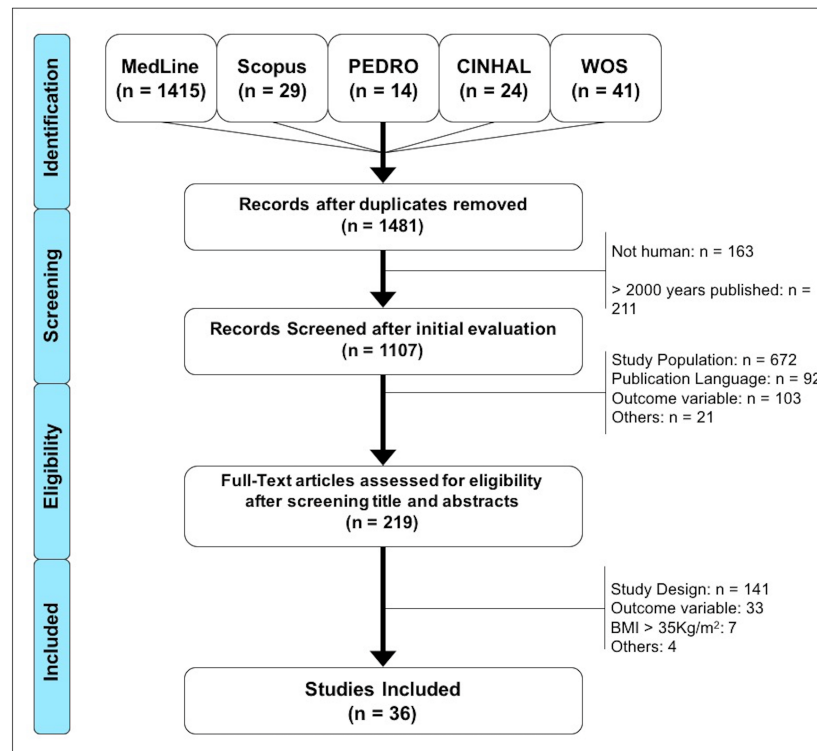 Identification
MedLine
(n = 1415)
Scopus
(n = 29)
PEDRO
(n = 14)
CINHAL
(n = 24)
WOS
(n = 41)
Records after duplicates removed
(n = 1481)
Screening
Not human: n = 163
> 2000 years published: n =
211
Records Screened after initial evaluation
(n = 1107)
Study Population: n = 672
Publication Language: n = 92
Outcome variable: n = 103
Others: n = 21
Eligibility
Full-Text articles assessed for eligibility
after screening title and abstracts
(n = 219)
Study Design: n = 141
Outcome variable: 33
BMI > 35Kg/m²: 7
Others: 4
Included
Studies Included
(n = 36)